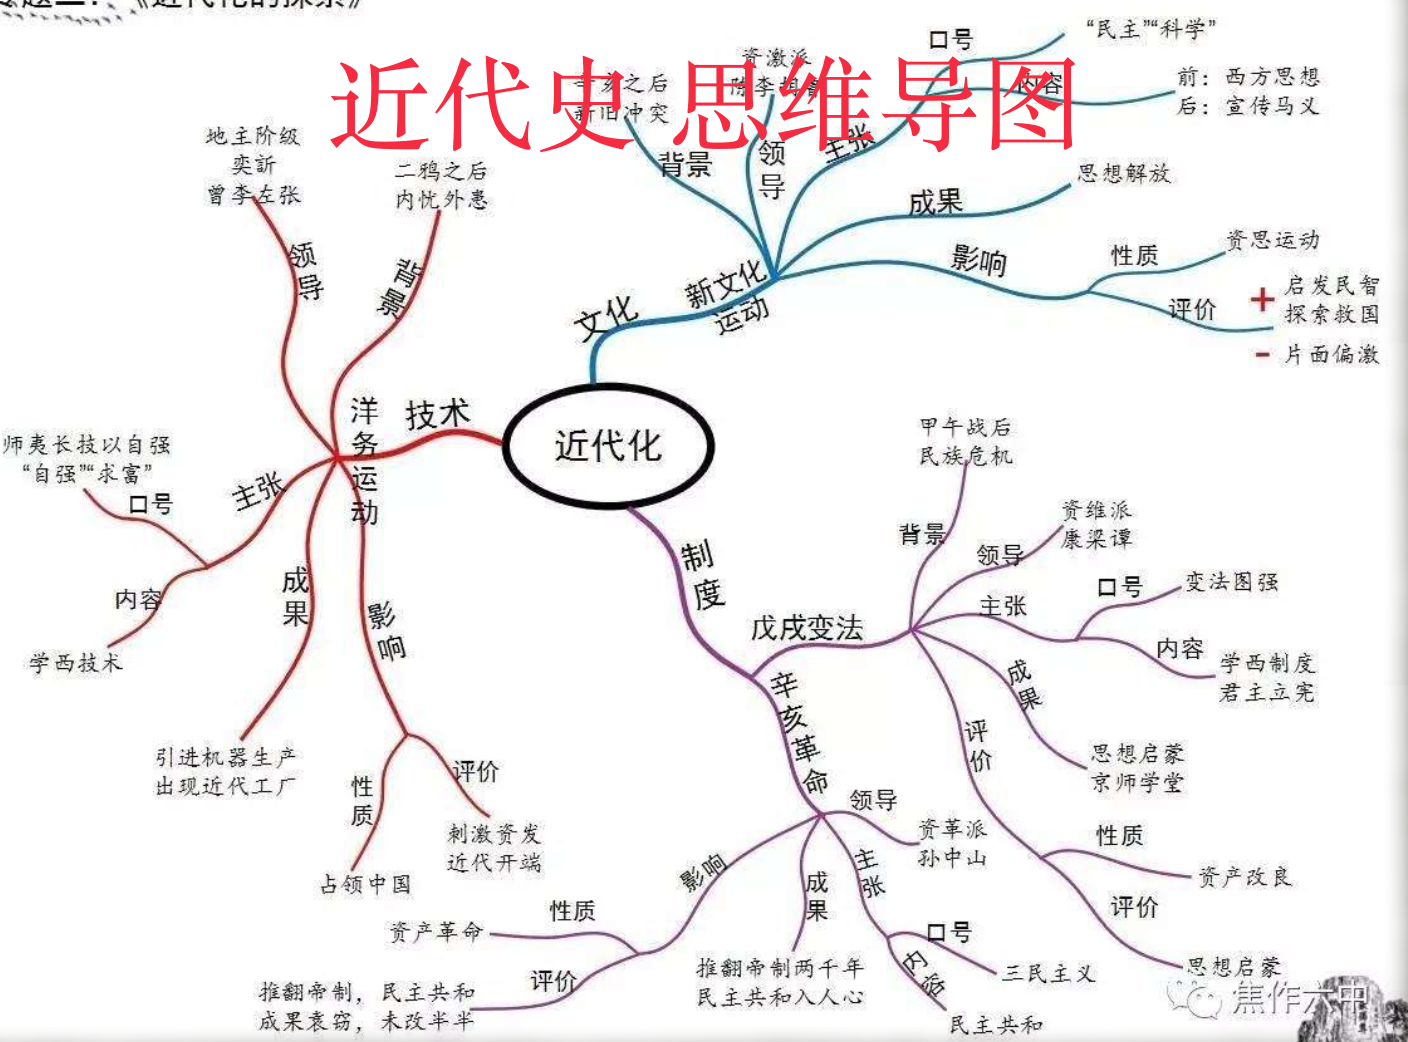 《近代化的探索》
近代史 思维导图
辛亥之后
新旧冲突
背景
资激派
领导
主张
口号
“民主”“科学”
内容
前：西方思想
后：宣传马义
成果
思想解放
影响
性质
资思运动
评价
+ 启发民智
探索救国
- 片面偏激
文化
新文化
运动
地主阶级
奕訢
曾李左张
领导
二鸦之后
内忧外患
背景
洋务运动
技术
近代化
师夷长技以自强
“自强”“求富”
口号
主张
内容
学西技术
成果
引进机器生产
出现近代工厂
影响
性质
占领中国
评价
刺激资发
近代开端
制度
戊戌变法
甲午战后
民族危机
背景
资维派
康梁谭
领导
主张
口号
变法图强
内容
学西制度
君主立宪
成果
思想启蒙
京师学堂
评价
性质
资产改良
评价
思想启蒙
辛亥革命
领导
资革派
孙中山
主张
口号
三民主义
内容
民主共和
成果
推翻帝制两千年
民主共和入人心
影响
性质
资产革命
评价
推翻帝制，民主共和
成果袁窃，未改半半
焦作六中